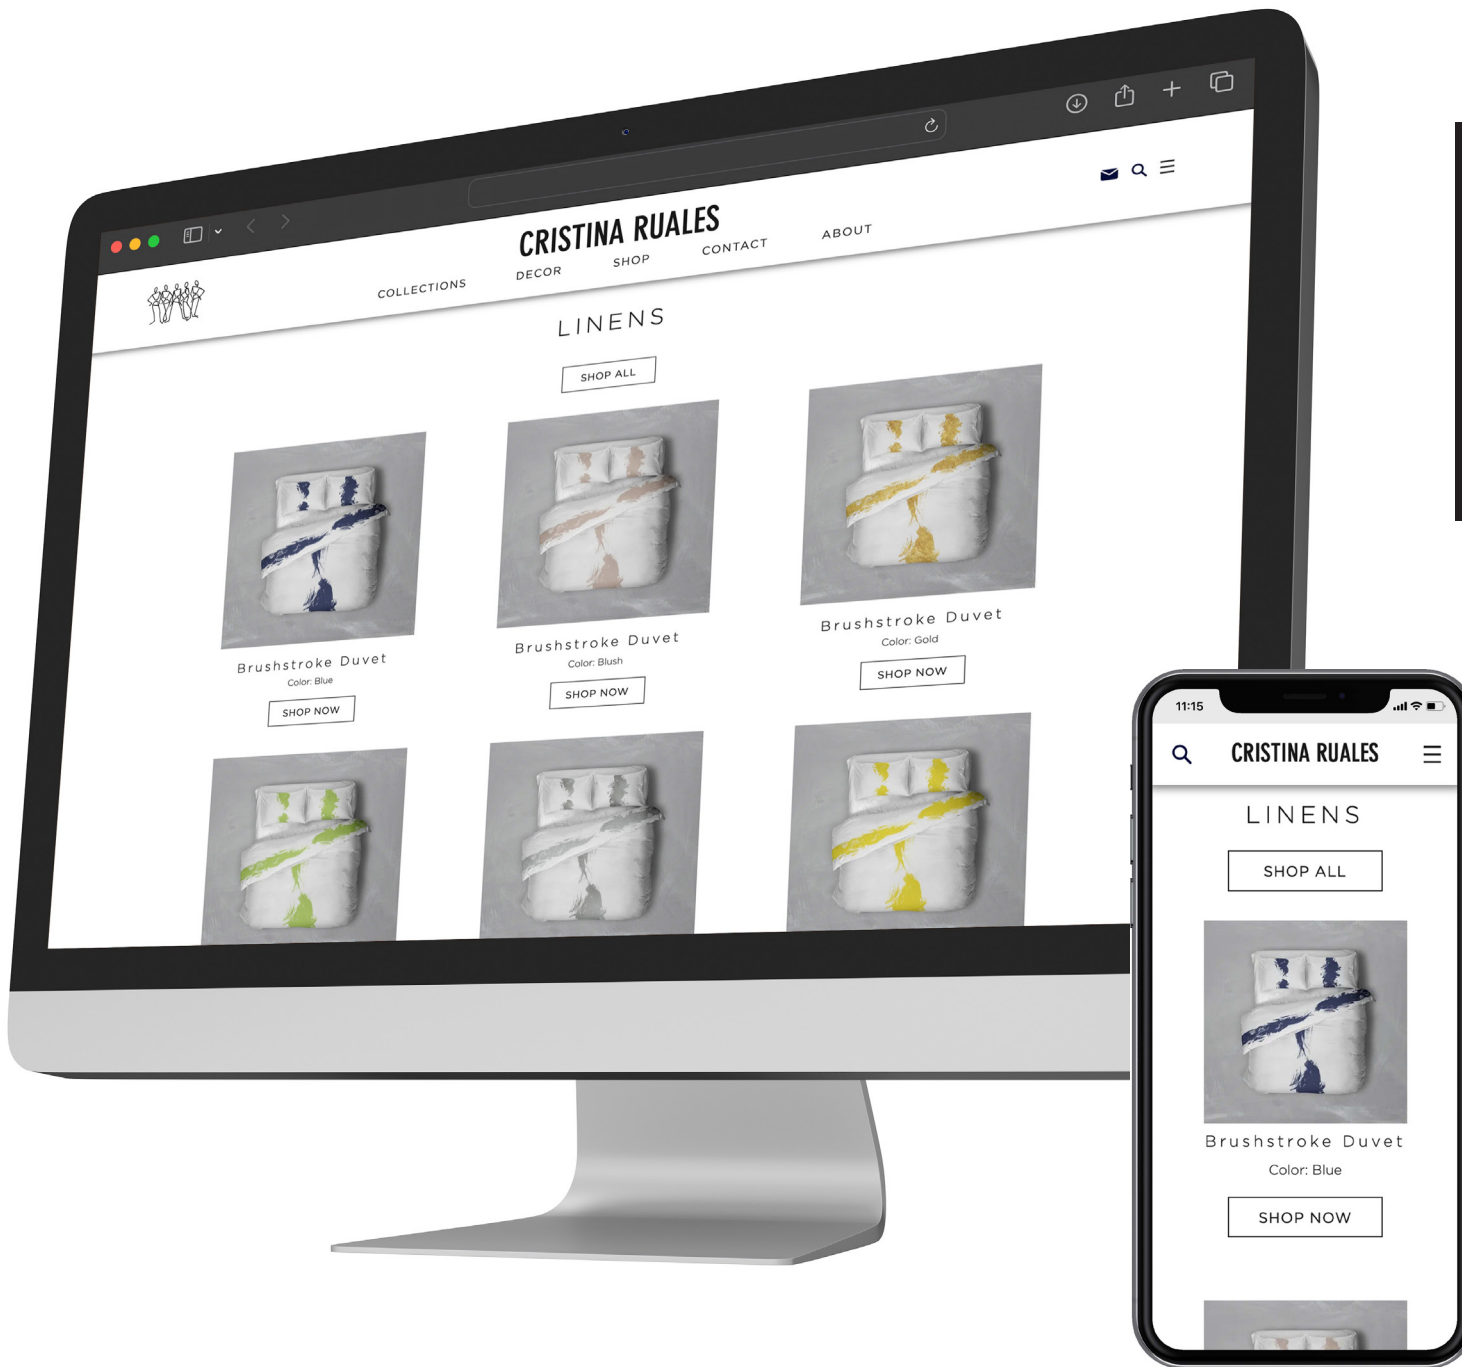 CRISTINA RUALES
COLLECTIONS DECOR SHOP CONTACT ABOUT
LINENS
SHOP ALL
Brushstroke Duvet
Color: Blue
SHOP NOW
Brushstroke Duvet
Color: Blush
SHOP NOW
Brushstroke Duvet
Color: Gold
SHOP NOW
11:15
CRISTINA RUALES
LINENS
SHOP ALL
Brushstroke Duvet
Color: Blue
SHOP NOW